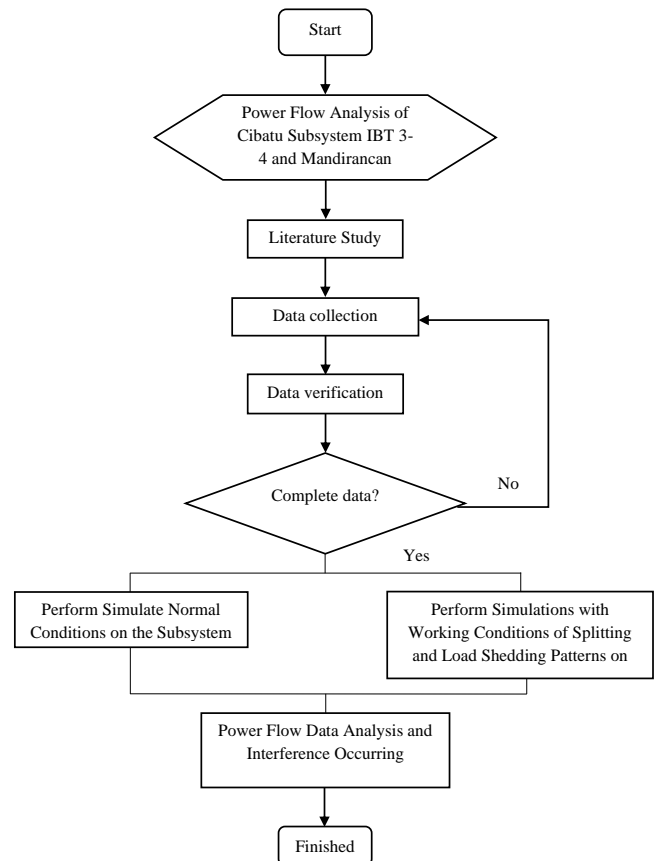 Start
Power Flow Analysis of
Cibatu Subsystem IBT 3-
4 and Mandirancan
Literature Study
Data collection
Data verification
Complete data?
No
Yes
Perform Simulate Normal
Conditions on the Subsystem
Perform Simulations with
Working Conditions of Splitting
and Load Shedding Patterns on
Power Flow Data Analysis and
Interference Occurring
Finished